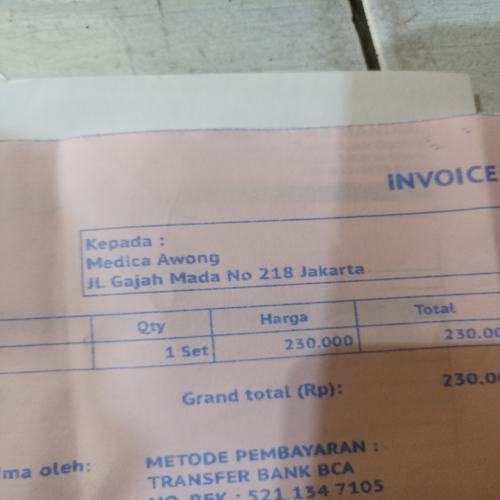 INVOICE
Kepada :
Medica Awong
Jl. Gajah Mada No 218 Jakarta
Qty Harga Total
1 Set 230.000 230.00
Grand total (Rp): 230.0
ma oleh:
METODE PEMBAYARAN :
TRANSFER BANK BCA
NO. REK : 521 134 7105